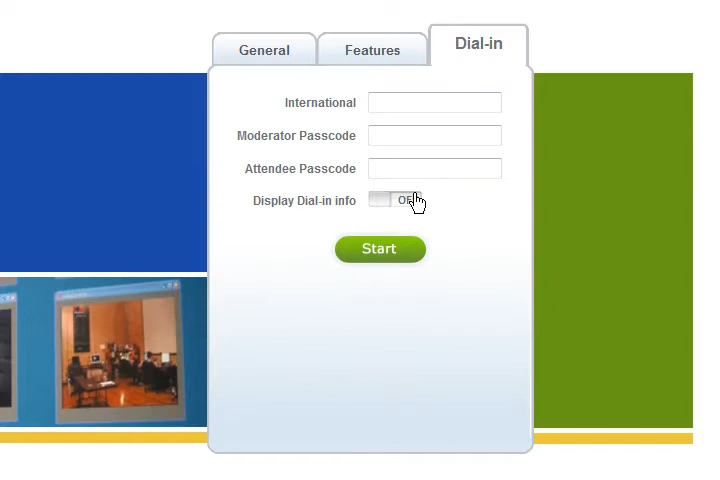 General
Features
Dial-in
International
Moderator Passcode
Attendee Passcode
Display Dial-in info
Start